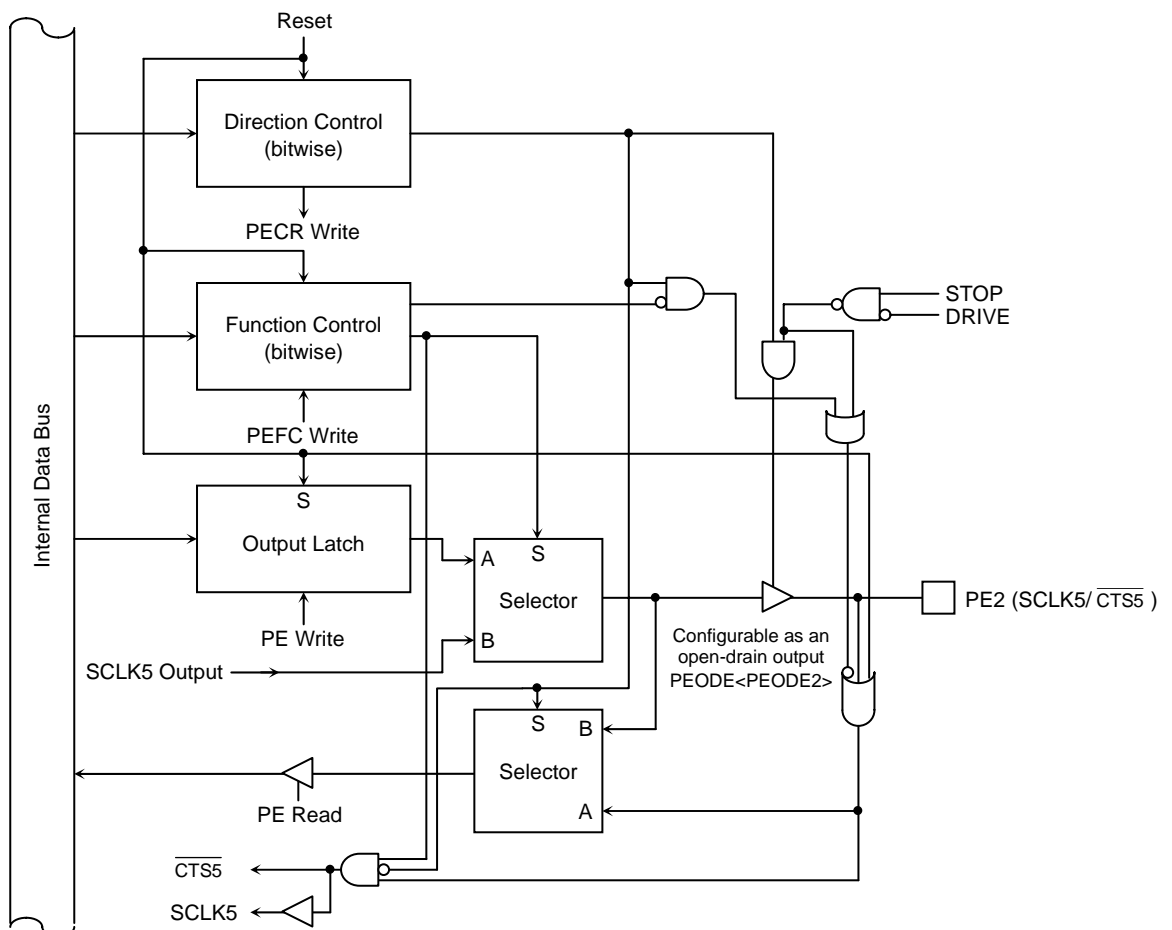 Reset
Direction Control
(bitwise)
PECR Write
STOP
DRIVE
Function Control
(bitwise)
PEFC Write
Internal Data Bus
S
Output Latch
A
S
Selector
B
PE Write
SCLK5 Output
PE2 (SCLK5/ CTS5 )
Configurable as an
open-drain output
PEODE<PEODE2>
S
B
Selector
A
PE Read
CTS5
SCLK5